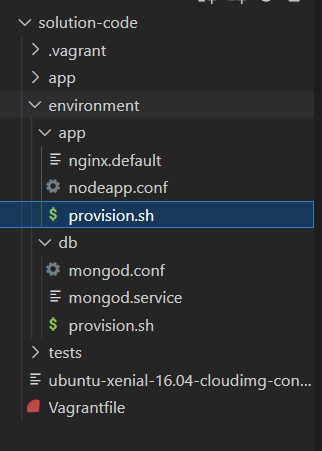 solution-code
.vagrant
app
environment
app
nginx.default
nodeapp.conf
$ provision.sh
db
mongod.conf
mongod.service
$ provision.sh
tests
ubuntu-xenial-16.04-cloudimg-con...
Vagrantfile